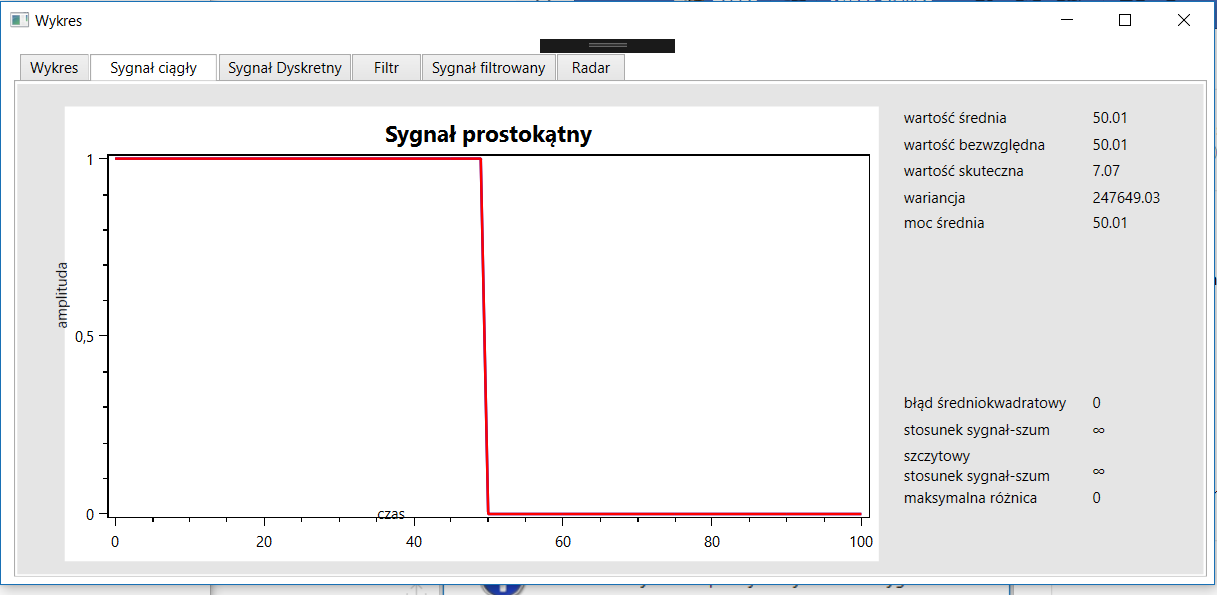 Wykres
Wykres Sygnał ciągły Sygnał Dyskretny Filtr Sygnał filtrowany Radar
Sygnał prostokątny
amplituda
1
0,5
0
czas
0 20 40 60 80 100
wartość średnia 50.01
wartość bezwzględna 50.01
wartość skuteczna 7.07
wariancja 247649.03
moc średnia 50.01
błąd średniokwadratowy 0
stosunek sygnał-szum ∞
szczytowy
stosunek sygnał-szum ∞
maksymalna różnica 0